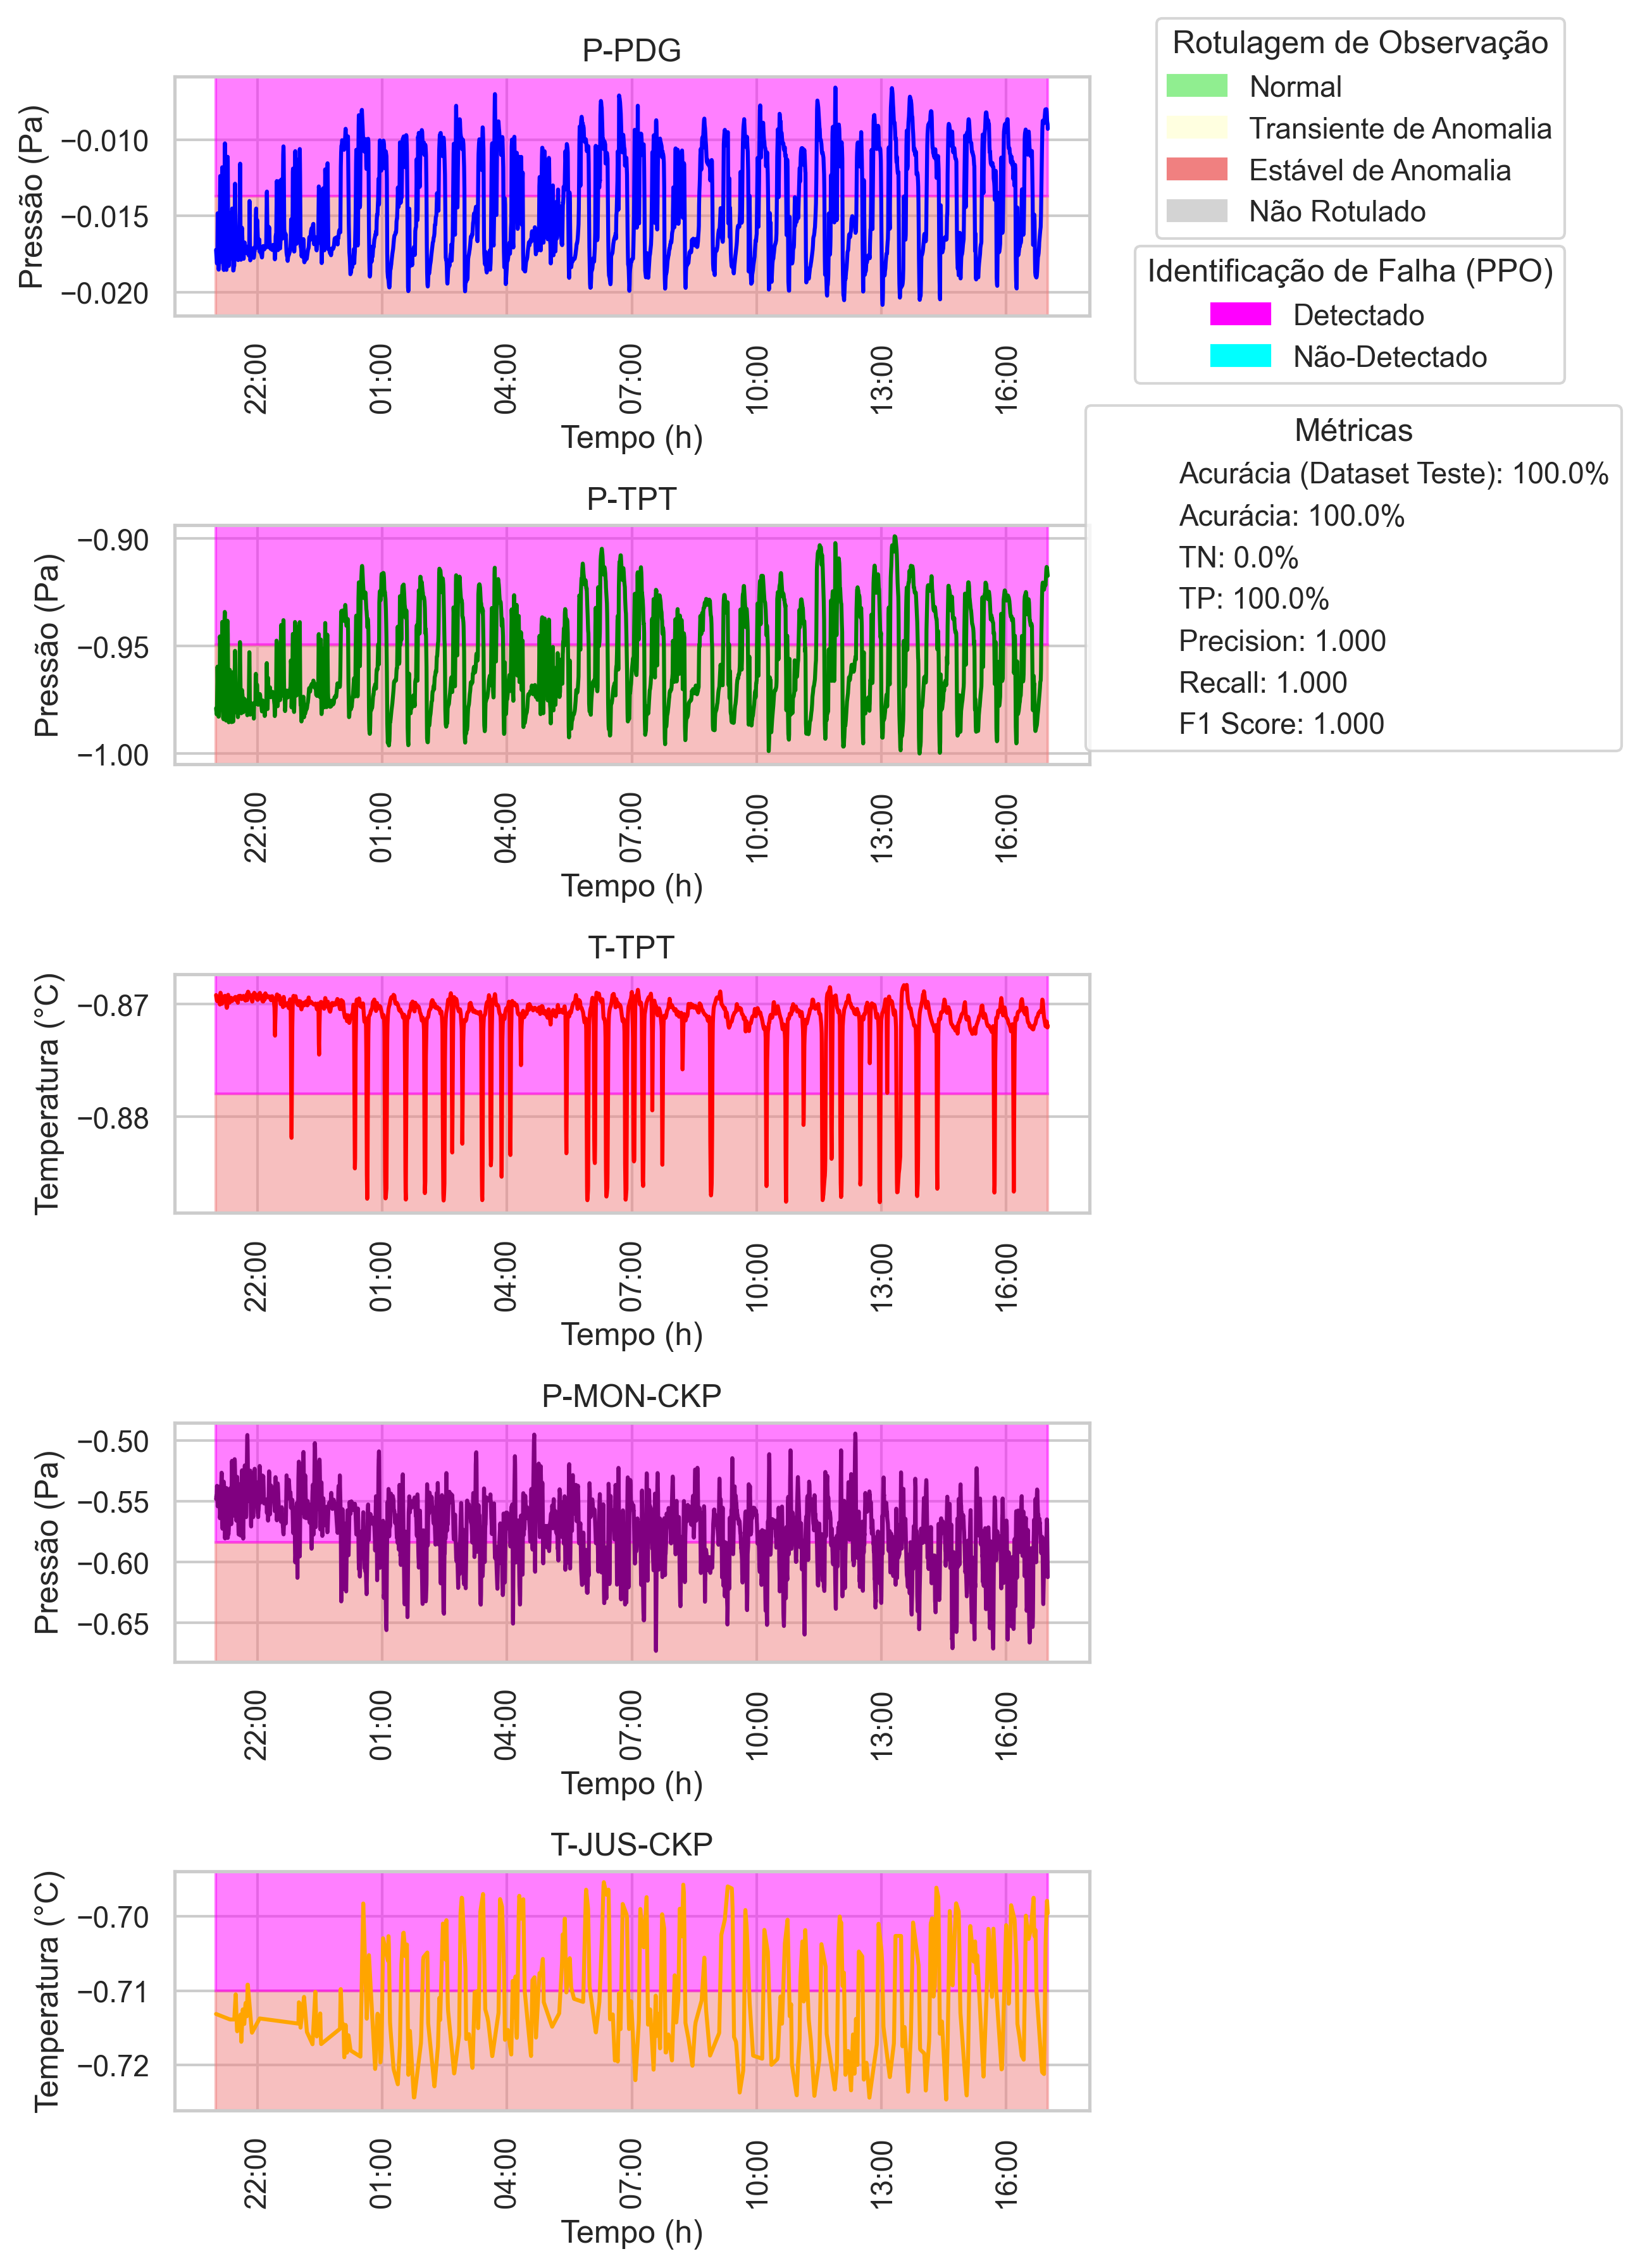 P-PDG
Pressão (Pa)
−0.010
−0.015
−0.020
22:00
01:00
04:00
07:00
10:00
13:00
16:00
Tempo (h)
Rotulagem de Observação
Normal
Transiente de Anomalia
Estável de Anomalia
Não Rotulado
Identificação de Falha (PPO)
Detectado
Não-Detectado
Métricas
Acurácia (Dataset Teste): 100.0%
Acurácia: 100.0%
TN: 0.0%
TP: 100.0%
Precision: 1.000
Recall: 1.000
F1 Score: 1.000
P-TPT
Pressão (Pa)
−0.90
−0.95
−1.00
22:00
01:00
04:00
07:00
10:00
13:00
16:00
Tempo (h)
T-TPT
Temperatura (°C)
−0.87
−0.88
22:00
01:00
04:00
07:00
10:00
13:00
16:00
Tempo (h)
P-MON-CKP
Pressão (Pa)
−0.50
−0.55
−0.60
−0.65
22:00
01:00
04:00
07:00
10:00
13:00
16:00
Tempo (h)
T-JUS-CKP
Temperatura (°C)
−0.70
−0.71
−0.72
22:00
01:00
04:00
07:00
10:00
13:00
16:00
Tempo (h)